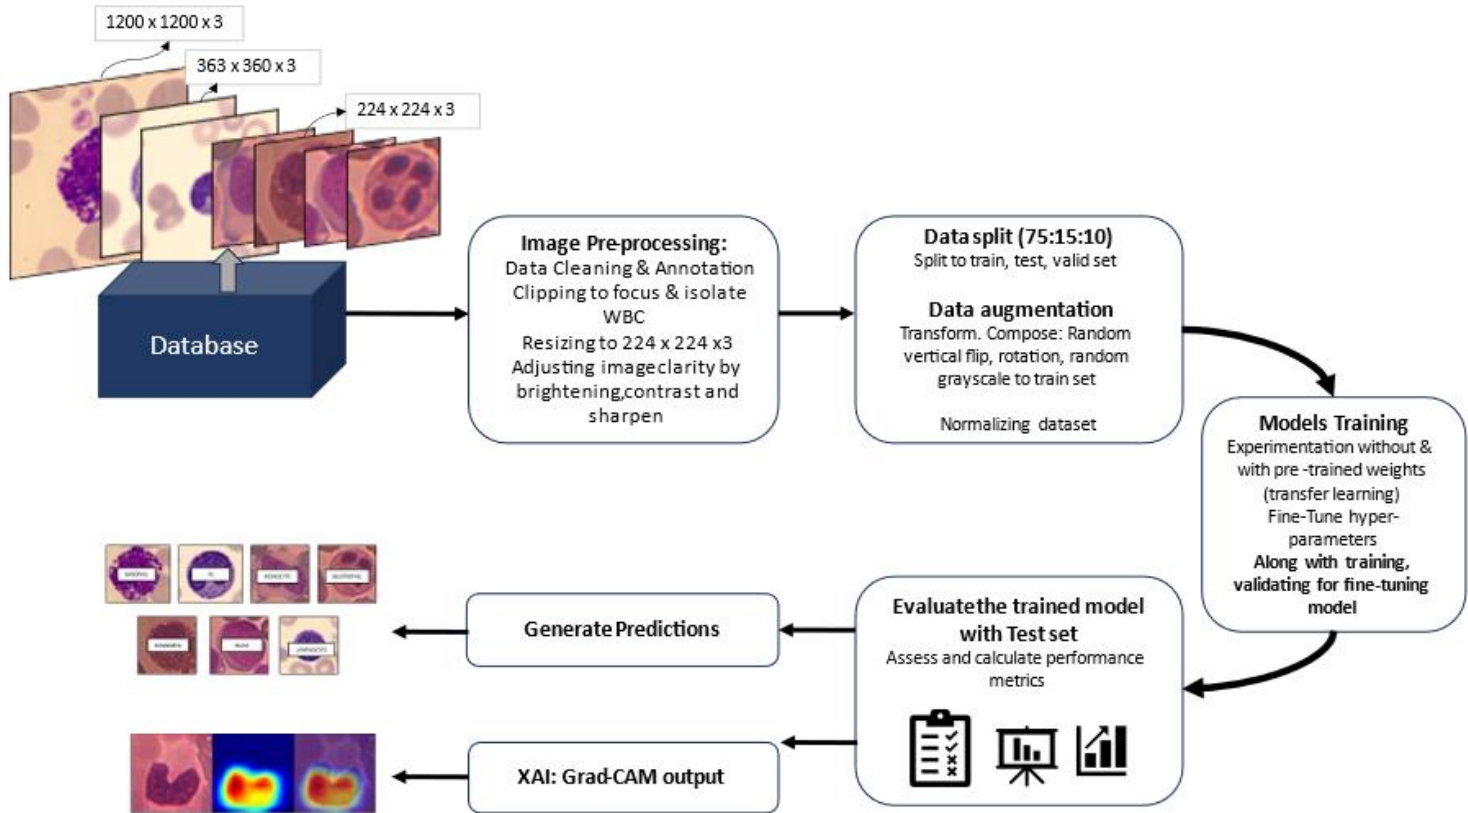 1200 x 1200 x 3
363 x 360 x 3
224 x 224 x 3
Database
Image Pre-processing:
Data Cleaning & Annotation
Clipping to focus & isolate
WBC
Resizing to 224 x 224 x3
Adjusting imageclarity by
brightening,contrast and
sharpen
Data split (75:15:10)
Split to train, test, valid set
Data augmentation
Transform. Compose: Random
vertical flip, rotation, random
grayscale to train set
Normalizing dataset
Models Training
Experimentation without &
with pre -trained weights
(transfer learning)
Fine-Tune hyper-
parameters
Along with training,
validating for fine-tuning
model
Evaluate the trained model
with Test set
Assess and calculate performance
metrics
Generate Predictions
XAI: Grad-CAM output